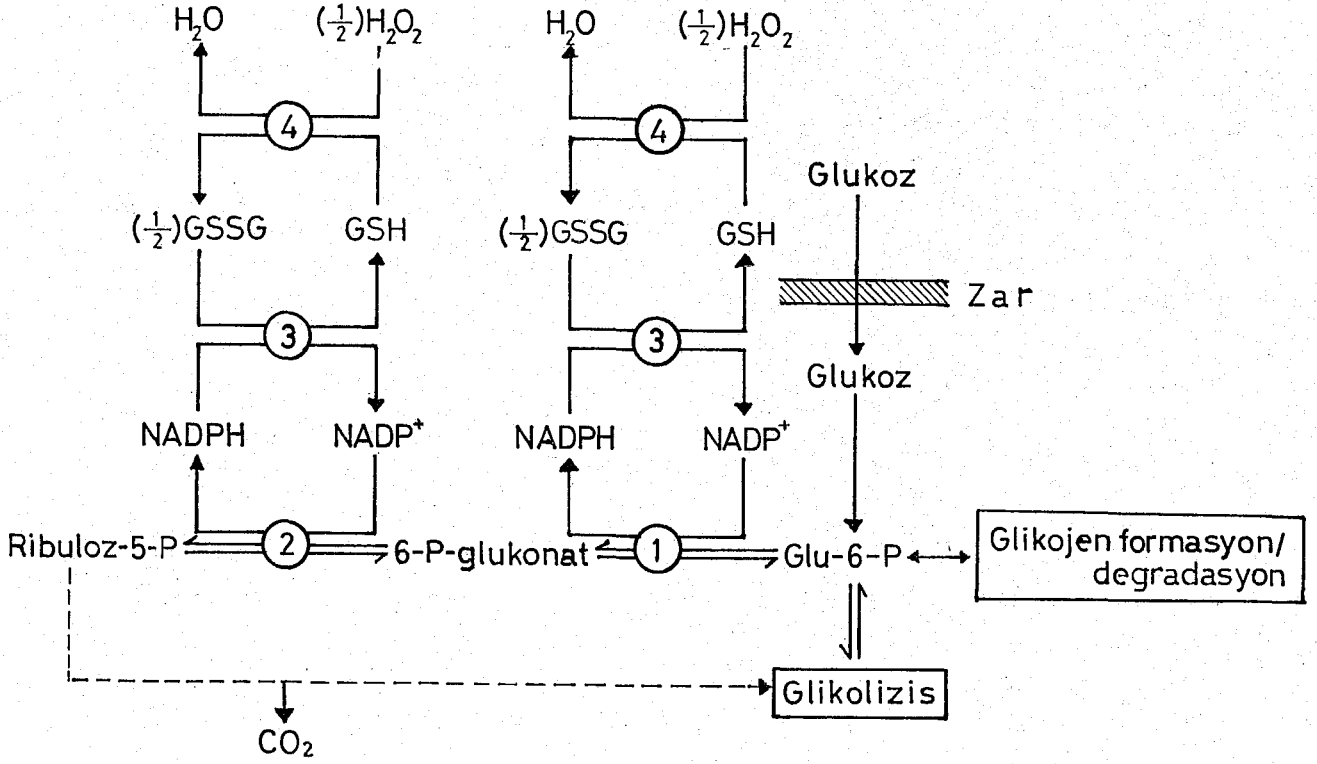 H₂O (1/2)H₂O₂ H₂O (1/2)H₂O₂
4 4
Glukoz
(1/2)GSSG GSH (1/2)GSSG GSH
Zar
3 3
Glukoz
NADPH NADP⁺ NADPH NADP⁺
Ribuloz-5-P 2 6-P-glukonat 1 Glu-6-P Glikojen formasyon/
degradasyon
Glikolizis
CO₂